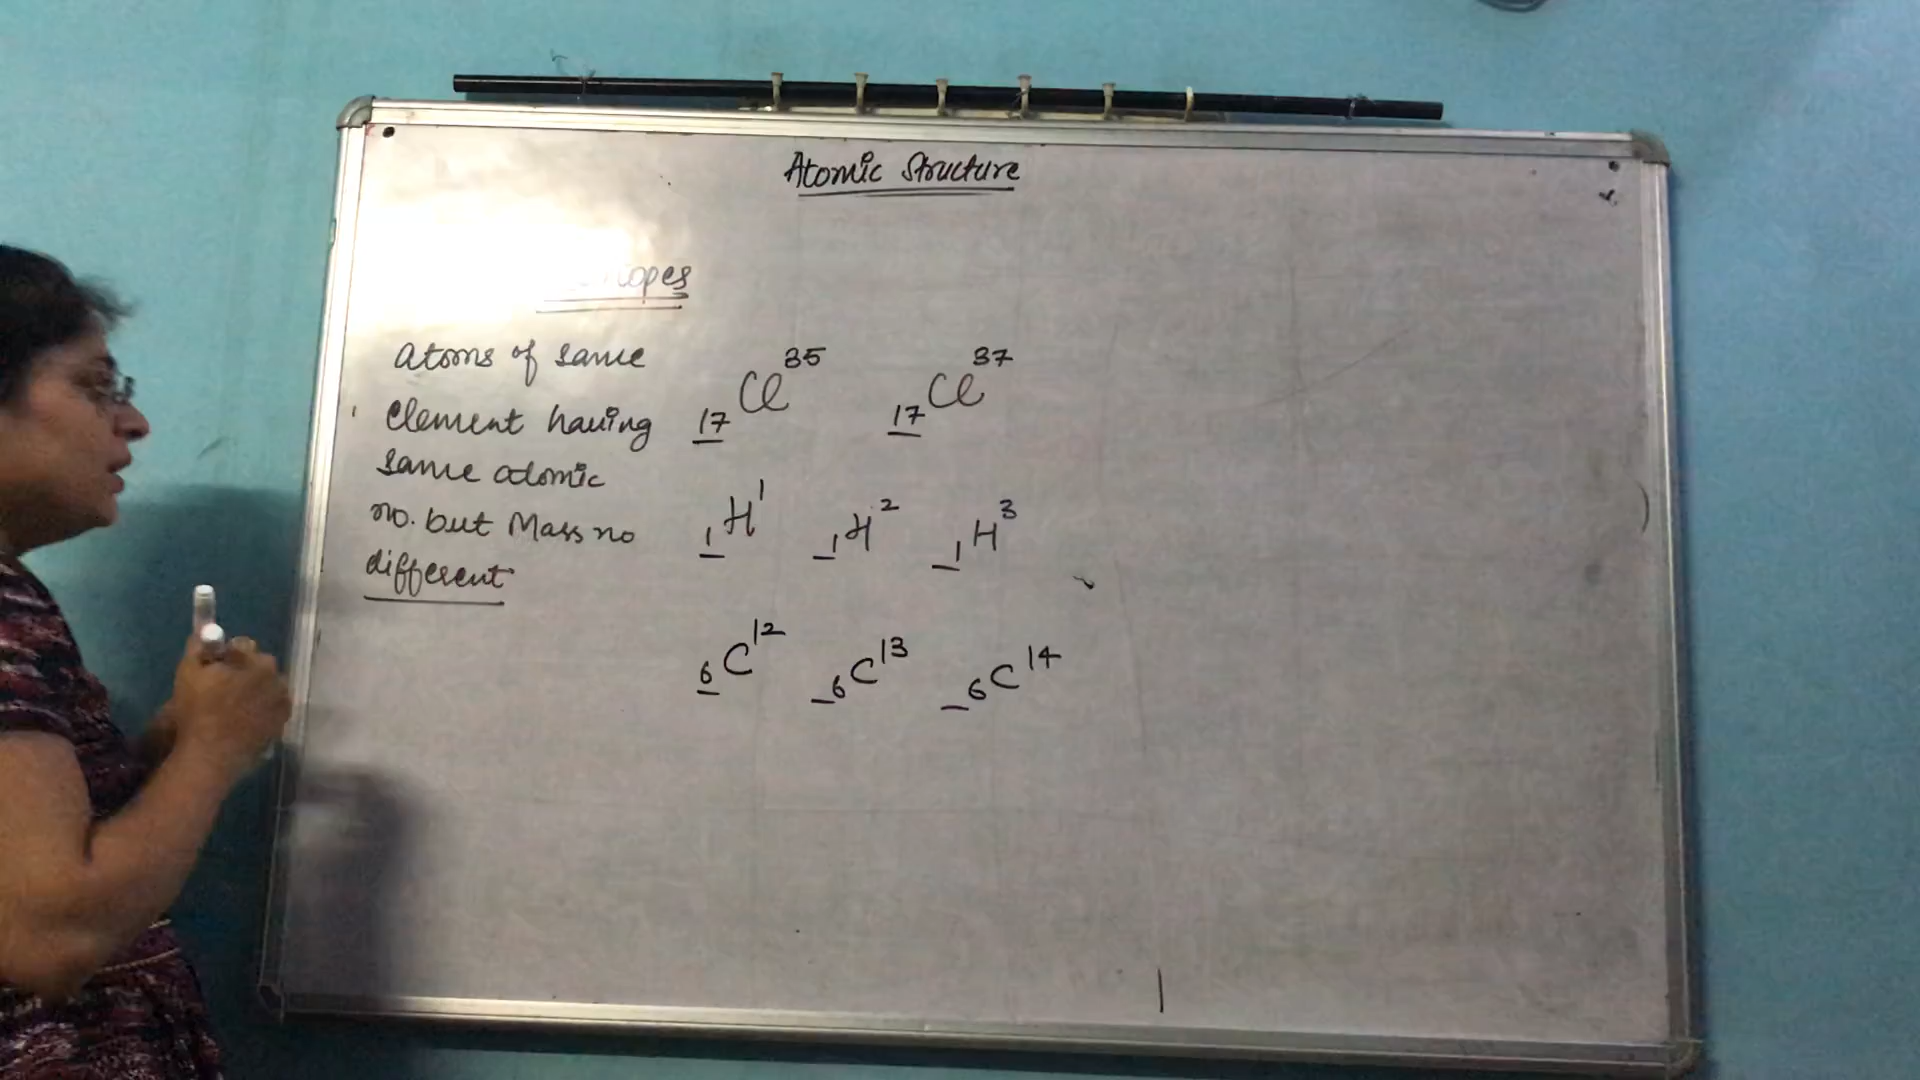 Atomic Structure
Atoms of same
Element having
same atomic
no. but Mass no
different
17Cl35 17Cl37
1H1 1H2 1H3
6C12 6C13 6C14